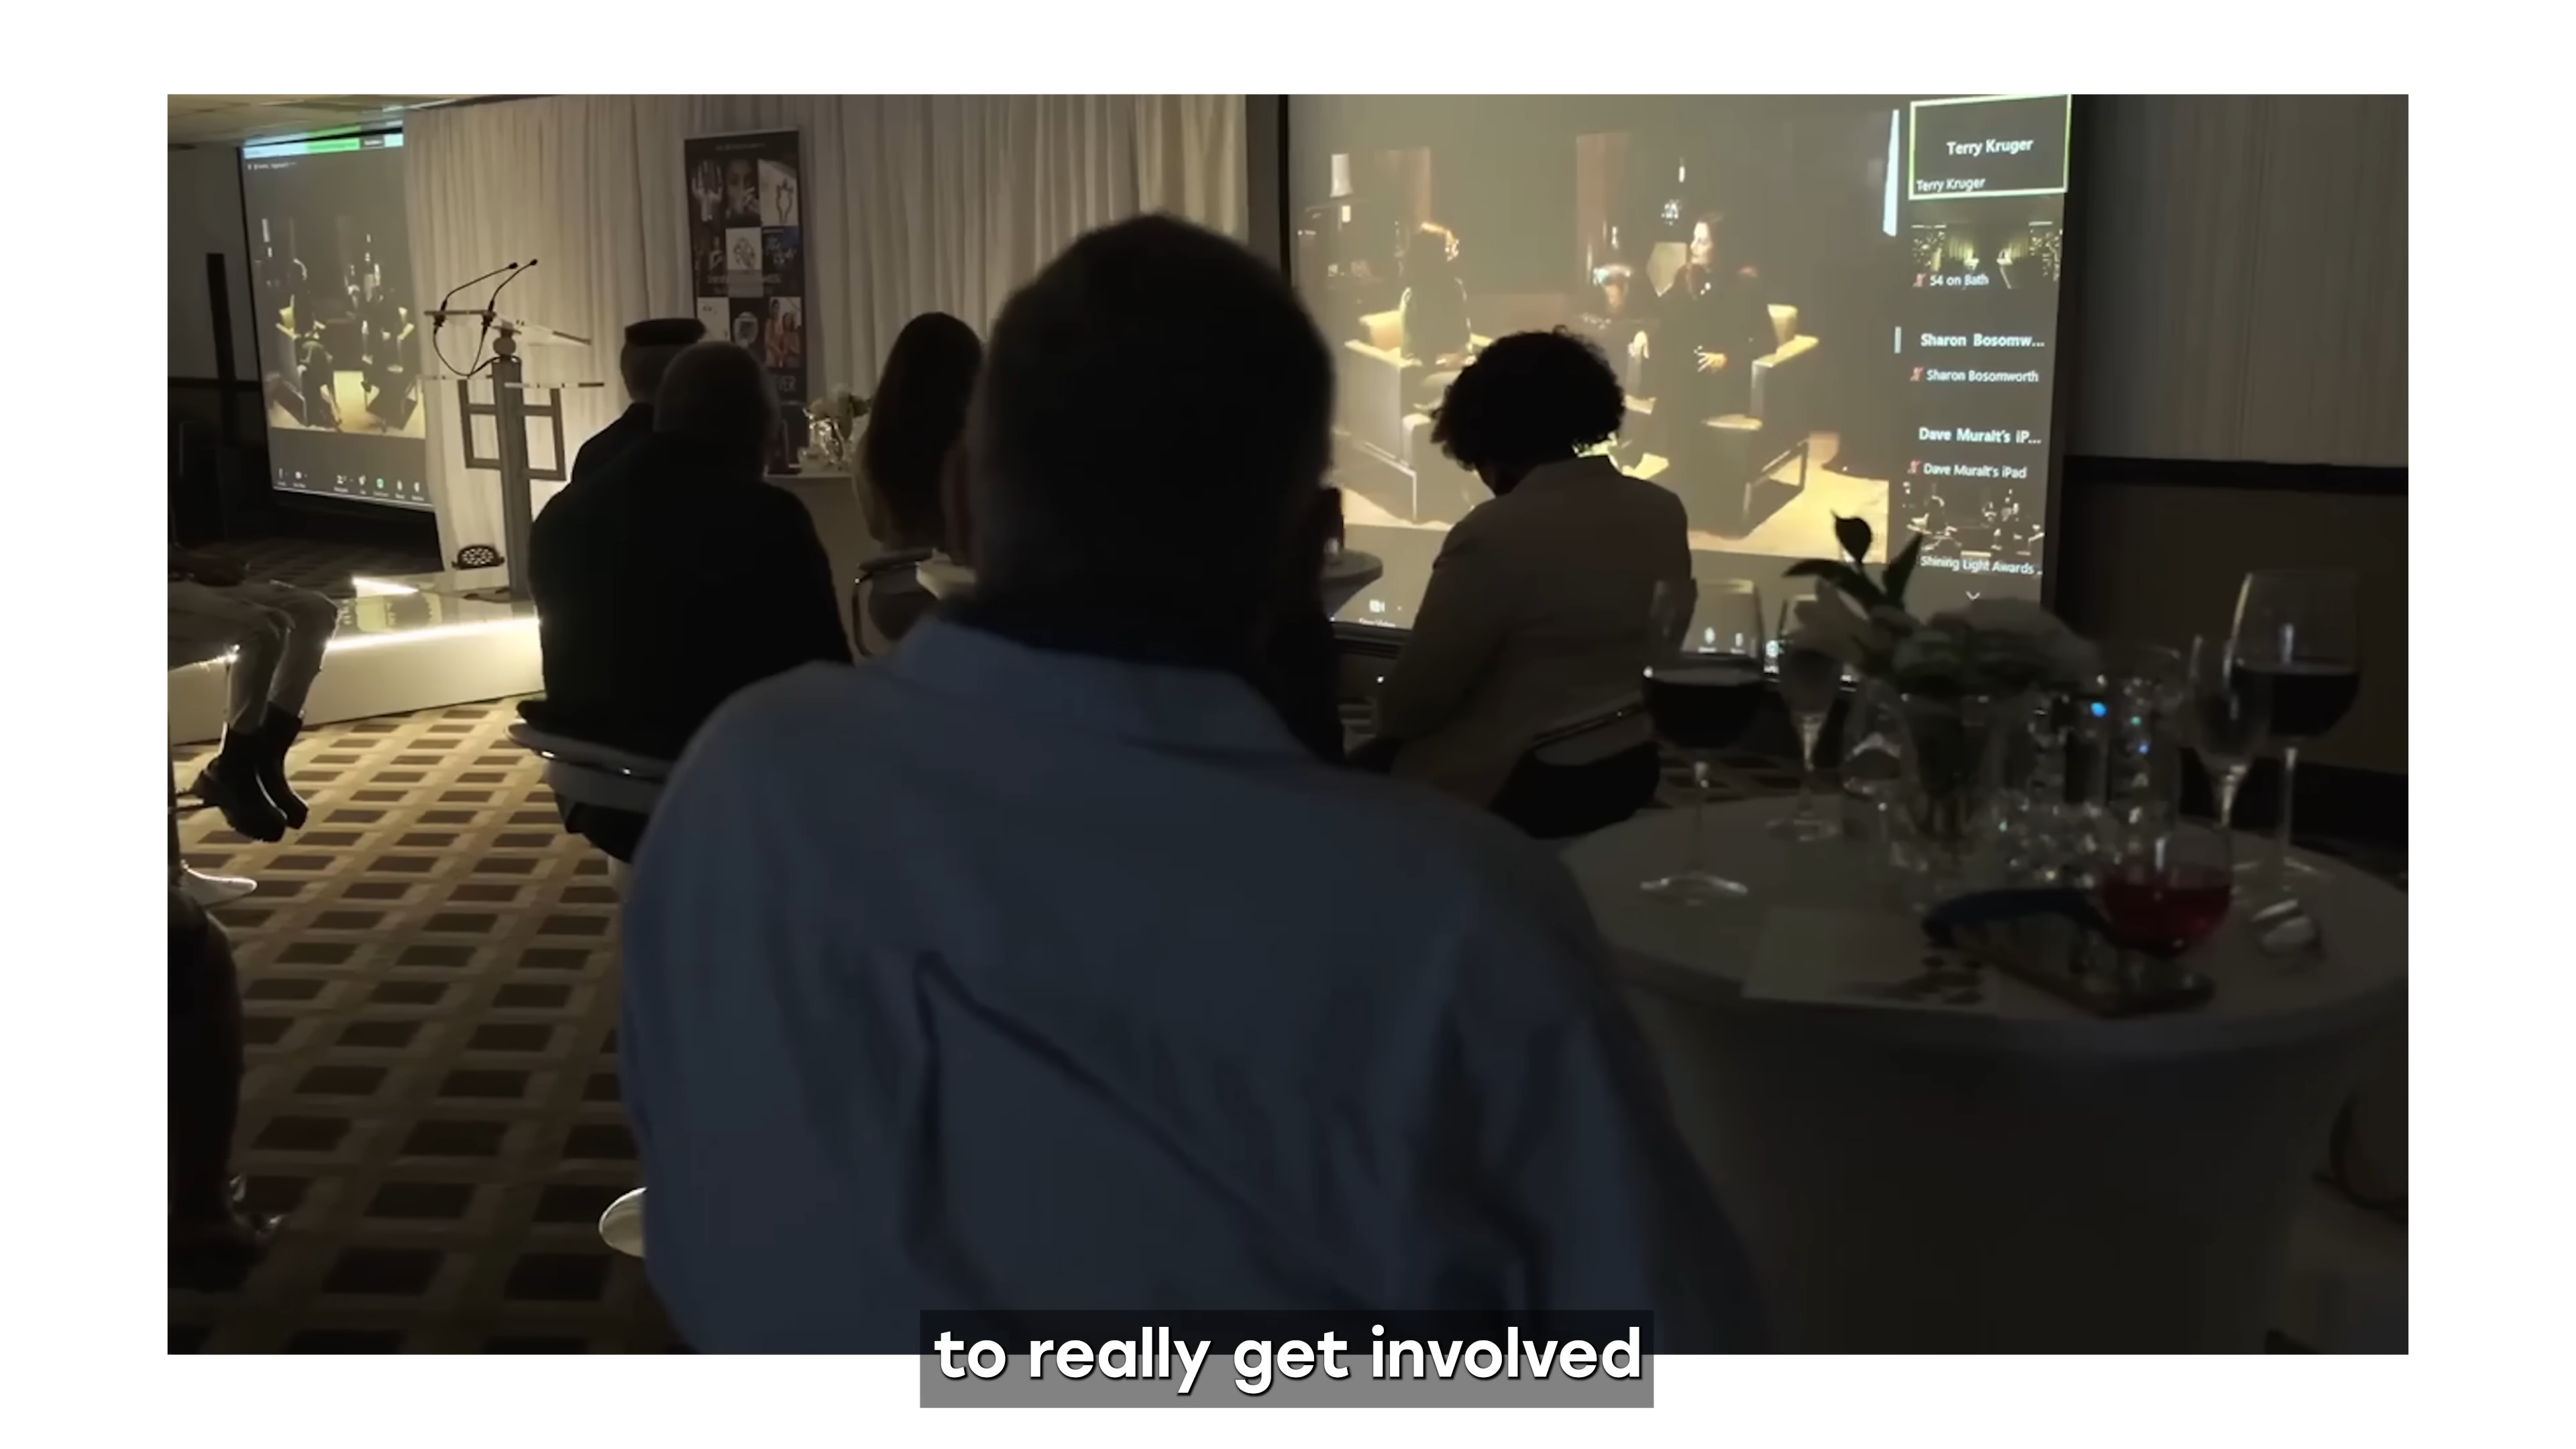 Terry Kruger
Terry Kruger
54 on Bath
Sharon Bosomw...
Sharon Bosomworth
Dave Muralt's iP...
Dave Muralt's iPad
Shining Light Awards
to really get involved